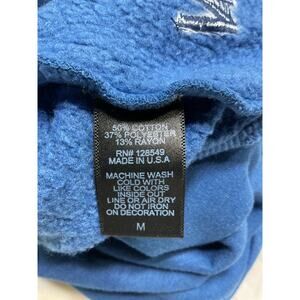 50% COTTON
37% POLYESTER
13% RAYON
RN# 128549
MADE IN U.S.A
MACHINE WASH
COLD WITH
LIKE COLORS
INSIDE OUT
LINE OR AIR DRY
DO NOT IRON
ON DECORATION
M